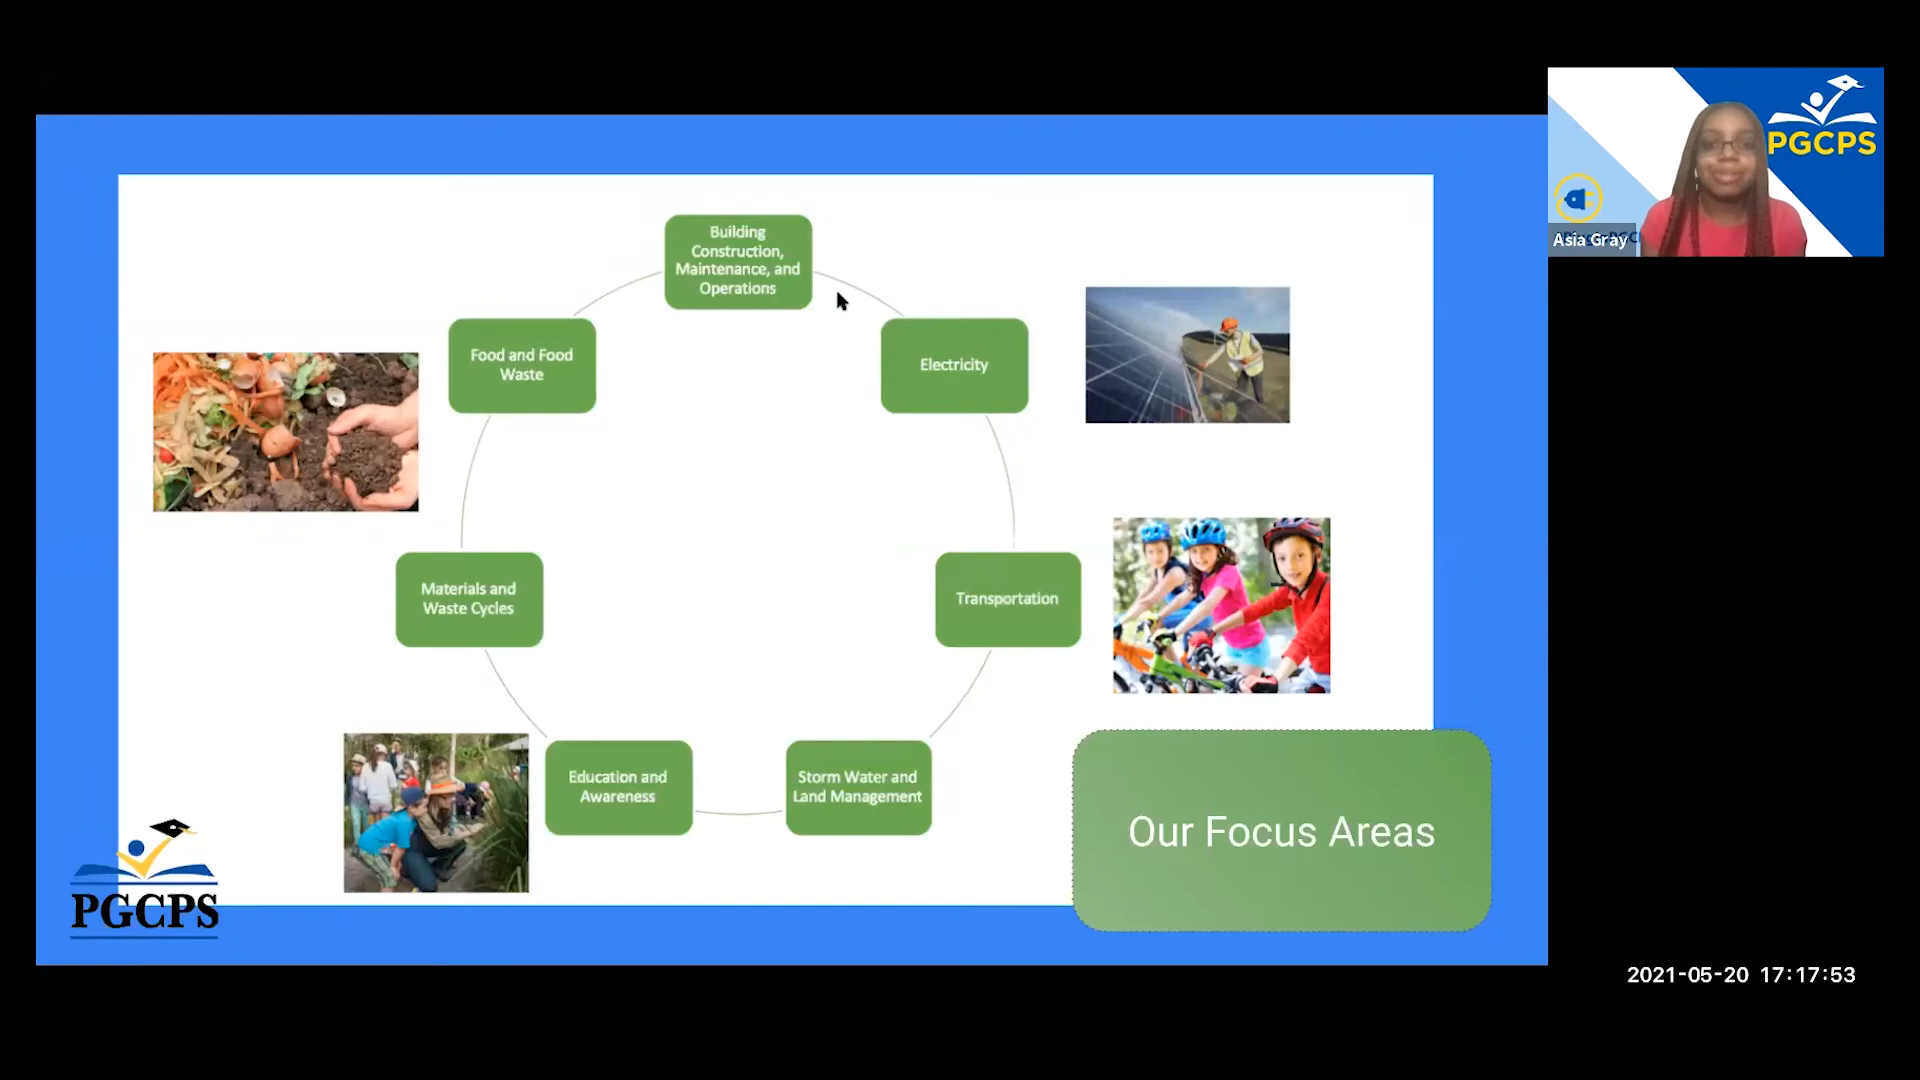 Building
Construction,
Maintenance, and
Operations
Food and Food
Waste
Electricity
Materials and
Waste Cycles
Transportation
Education and
Awareness
Storm Water and
Land Management
Our Focus Areas
PGCPS
PGCPS
Asia Gray
2021-05-20 17:17:53